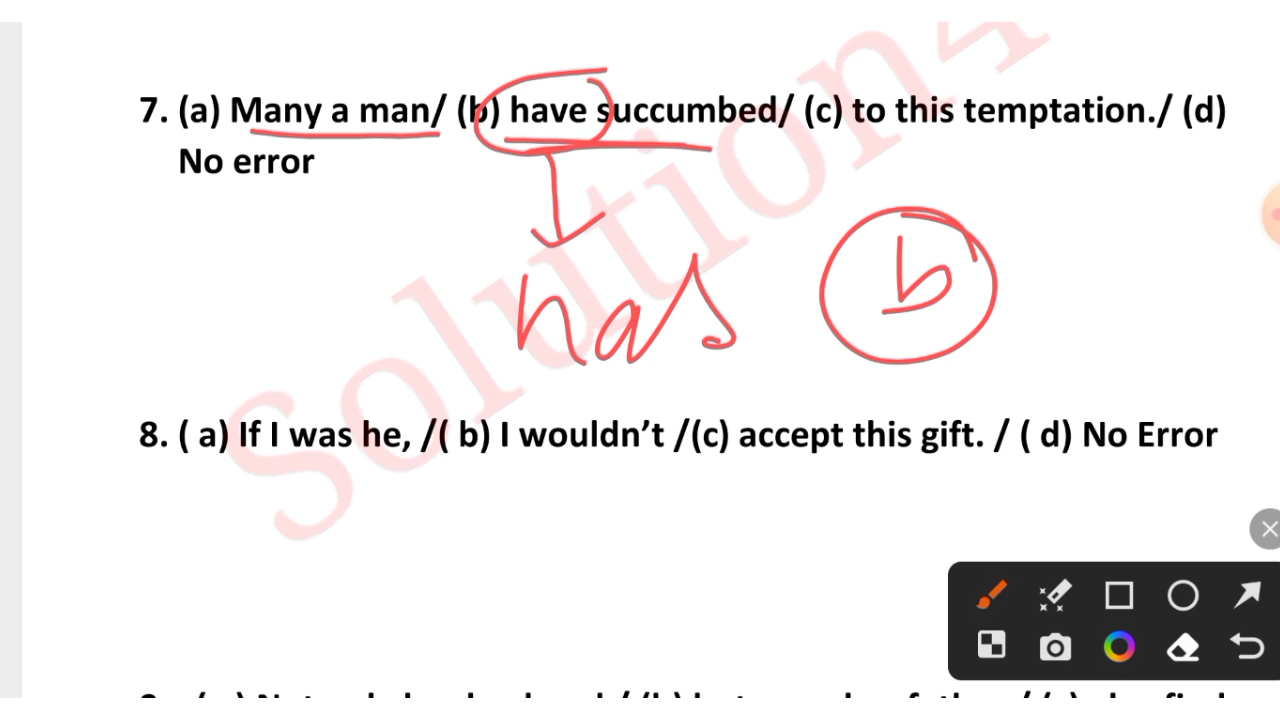 7. (a) Many a man/ (b) have succumbed/ (c) to this temptation./ (d)
No error
has
b
8. ( a) If I was he, /( b) I wouldn’t /(c) accept this gift. / ( d) No Error
Solution4